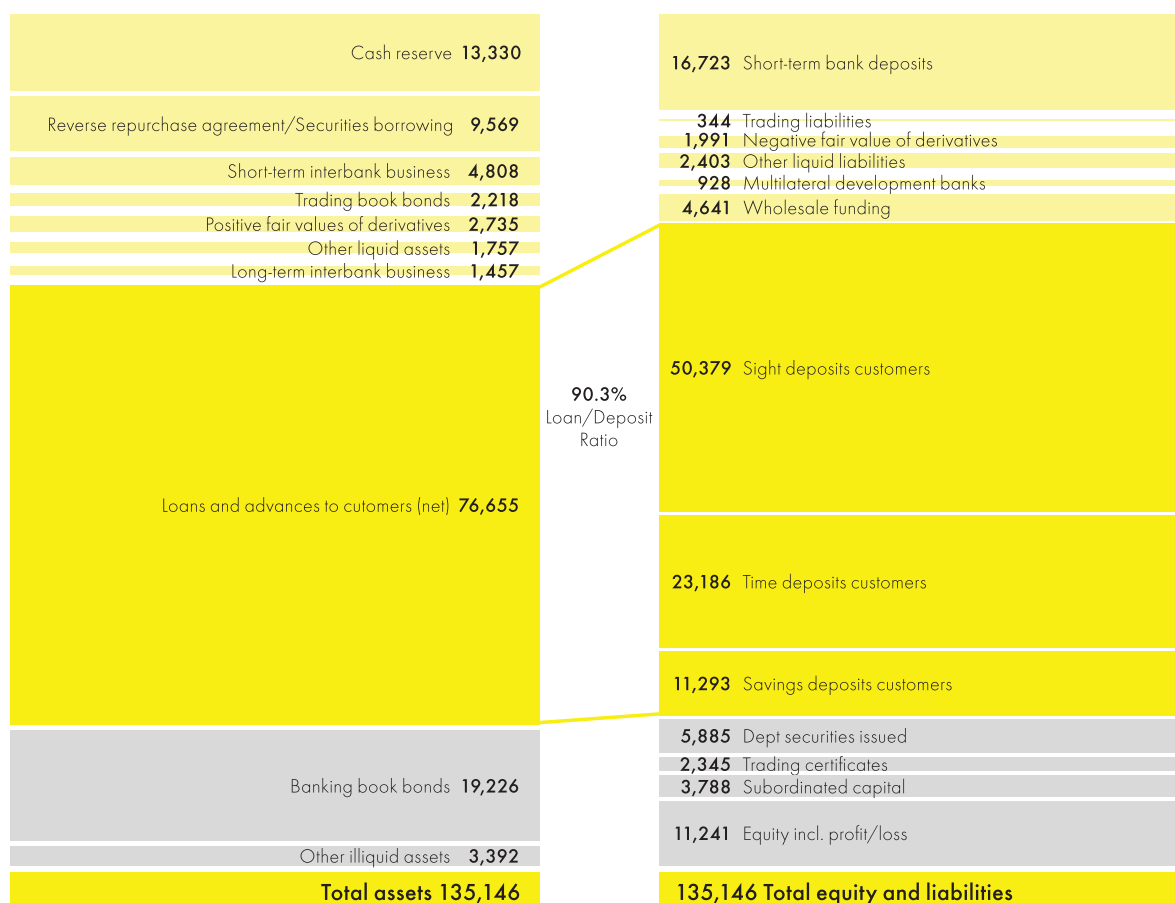 Cash reserve 13,330
Reverse repurchase agreement/Securities borrowing 9,569
Short-term interbank business 4,808
Trading book bonds 2,218
Positive fair values of derivatives 2,735
Other liquid assets 1,757
Long-term interbank business 1,457
Loans and advances to cutomers (net) 76,655
Banking book bonds 19,226
Other illiquid assets 3,392
Total assets 135,146
90.3%
Loan/Deposit
Ratio
16,723 Short-term bank deposits
344 Trading liabilities
1,991 Negative fair value of derivatives
2,403 Other liquid liabilities
928 Multilateral development banks
4,641 Wholesale funding
50,379 Sight deposits customers
23,186 Time deposits customers
11,293 Savings deposits customers
5,885 Dept securities issued
2,345 Trading certificates
3,788 Subordinated capital
11,241 Equity incl. profit/loss
135,146 Total equity and liabilities